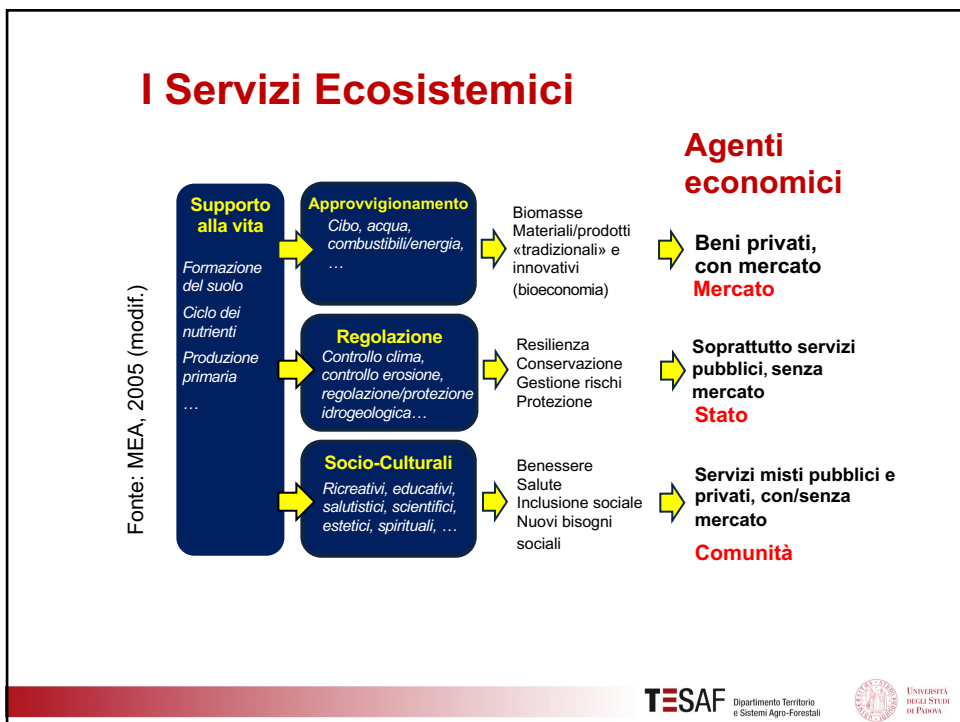 I Servizi Ecosistemici
Agenti
economici
Fonte: MEA, 2005 (modif.)
Supporto
alla vita
Formazione
del suolo
Ciclo dei
nutrienti
Produzione
primaria
…
Approvvigionamento
Cibo, acqua,
combustibili/energia,
…
Biomasse
Materiali/prodotti
«tradizionali» e
innovativi
(bioeconomia)
Beni privati,
con mercato
Mercato
Regolazione
Controllo clima,
controllo erosione,
regolazione/protezione
idrogeologica…
Resilienza
Conservazione
Gestione rischi
Protezione
Soprattutto servizi
pubblici, senza
mercato
Stato
Socio-Culturali
Ricreativi, educativi,
salutistici, scientifici,
estetici, spirituali, …
Benessere
Salute
Inclusione sociale
Nuovi bisogni
sociali
Servizi misti pubblici e
privati, con/senza
mercato
Comunità
TESAF
Dipartimento Territorio
e Sistemi Agro-Forestali
UNIVERSITÀ
DEGLI STUDI
DI PADOVA